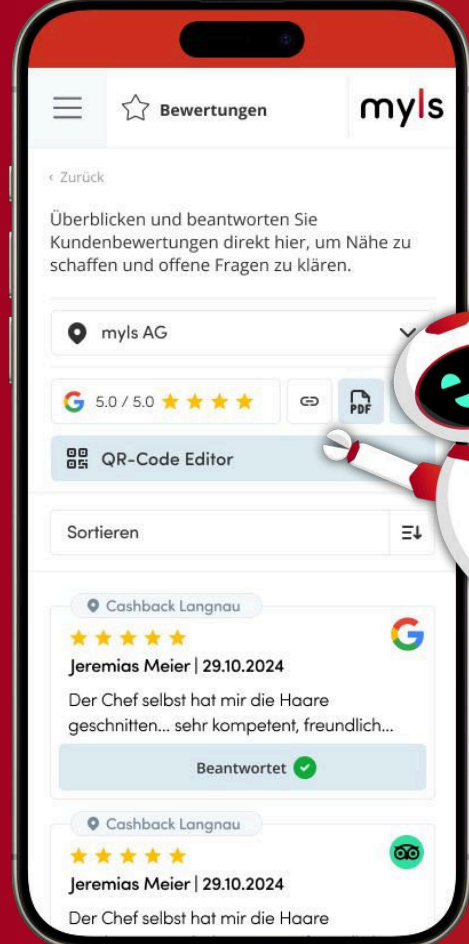 Bewertungen
myls
‹ Zurück
Überblicken und beantworten Sie
Kundenbewertungen direkt hier, um Nähe zu
schaffen und offene Fragen zu klären.
myls AG
5.0 / 5.0
PDF
QR-Code Editor
Sortieren
Cashback Langnau
G
Jeremias Meier | 29.10.2024
Der Chef selbst hat mir die Haare
geschnitten... sehr kompetent, freundlich...
Beantwortet
Cashback Langnau
Jeremias Meier | 29.10.2024
Der Chef selbst hat mir die Haare